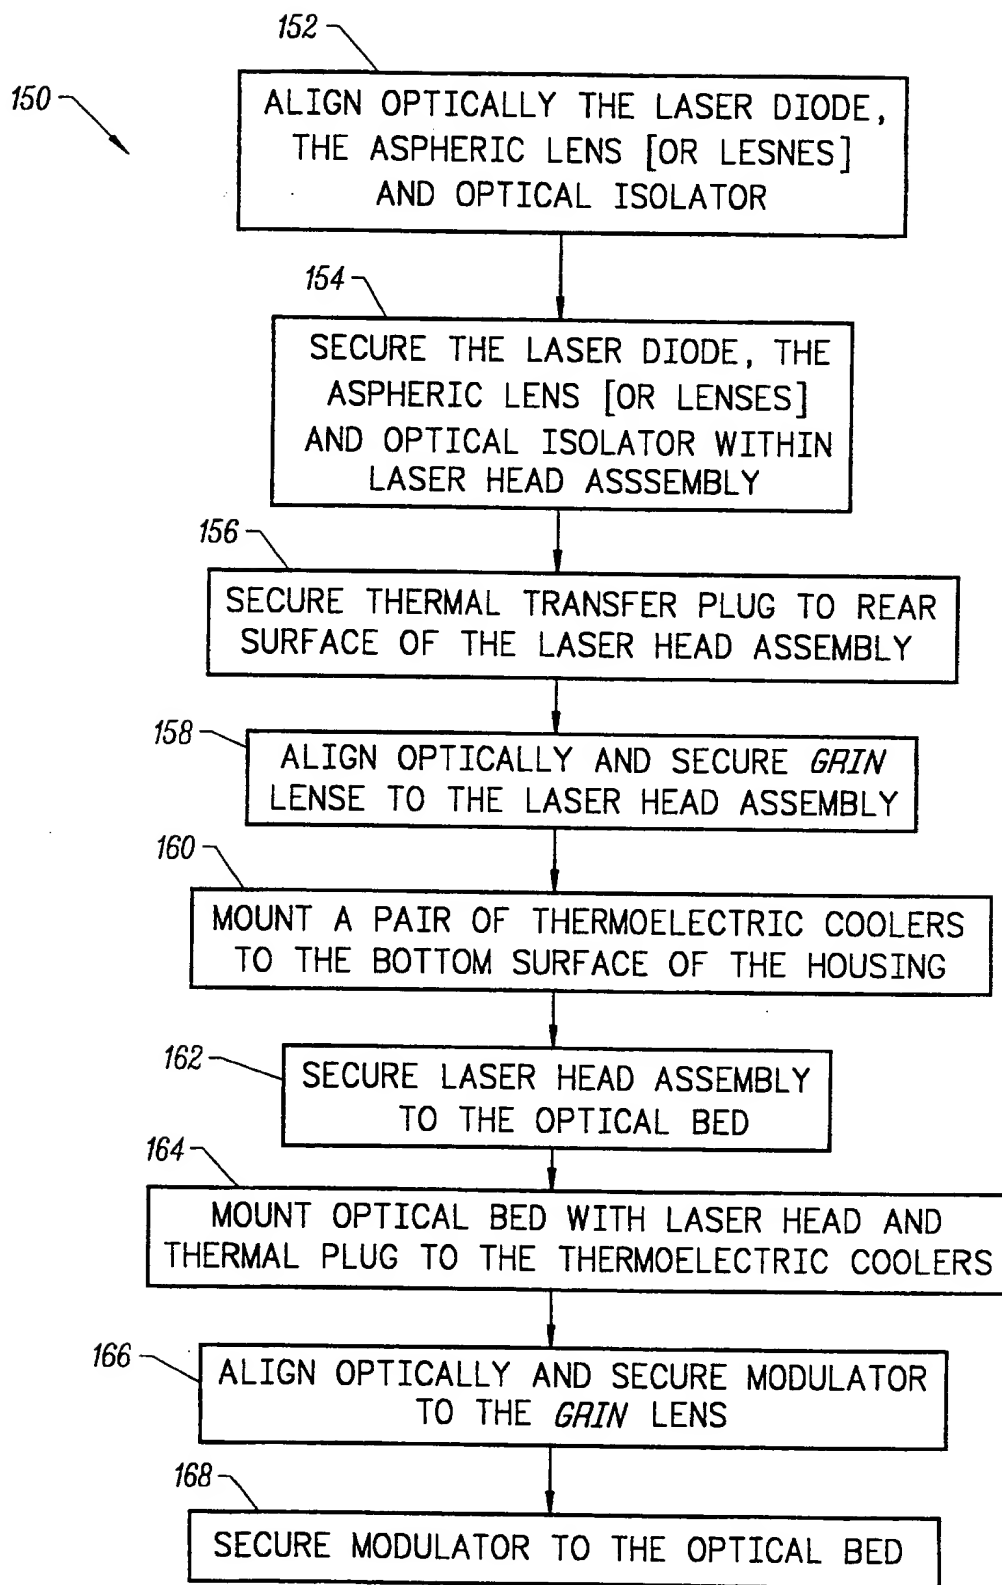 152
150
ALIGN OPTICALLY THE LASER DIODE,
THE ASPHERIC LENS [OR LESNES]
AND OPTICAL ISOLATOR
154
SECURE THE LASER DIODE, THE
ASPHERIC LENS [OR LENSES]
AND OPTICAL ISOLATOR WITHIN
LASER HEAD ASSSEMBLY
156
SECURE THERMAL TRANSFER PLUG TO REAR
SURFACE OF THE LASER HEAD ASSEMBLY
158
ALIGN OPTICALLY AND SECURE GRIN
LENSE TO THE LASER HEAD ASSEMBLY
160
MOUNT A PAIR OF THERMOELECTRIC COOLERS
TO THE BOTTOM SURFACE OF THE HOUSING
162
SECURE LASER HEAD ASSEMBLY
TO THE OPTICAL BED
164
MOUNT OPTICAL BED WITH LASER HEAD AND
THERMAL PLUG TO THE THERMOELECTRIC COOLERS
166
ALIGN OPTICALLY AND SECURE MODULATOR
TO THE GRIN LENS
168
SECURE MODULATOR TO THE OPTICAL BED